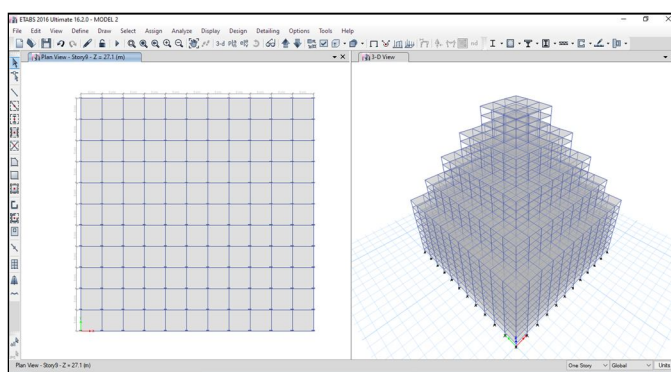 ETABS 2016 Ultimate 16.2.0 - MODEL 2
File Edit View Define Draw Select Assign Analyze Display Design Detailing Options Tools Help
Plan View - Story9 - Z = 27.1 (m)
3-D View
Plan View - Story9 - Z = 27.1 (m)
One Story Global Units